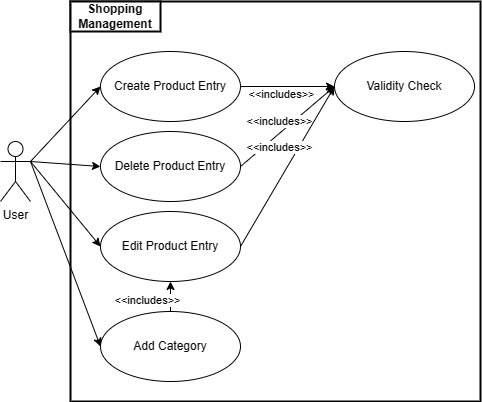 Shopping
Management
Create Product Entry
<<includes>>
Validity Check
<<includes>>
<<includes>>
Delete Product Entry
User
Edit Product Entry
<<includes>>
Add Category